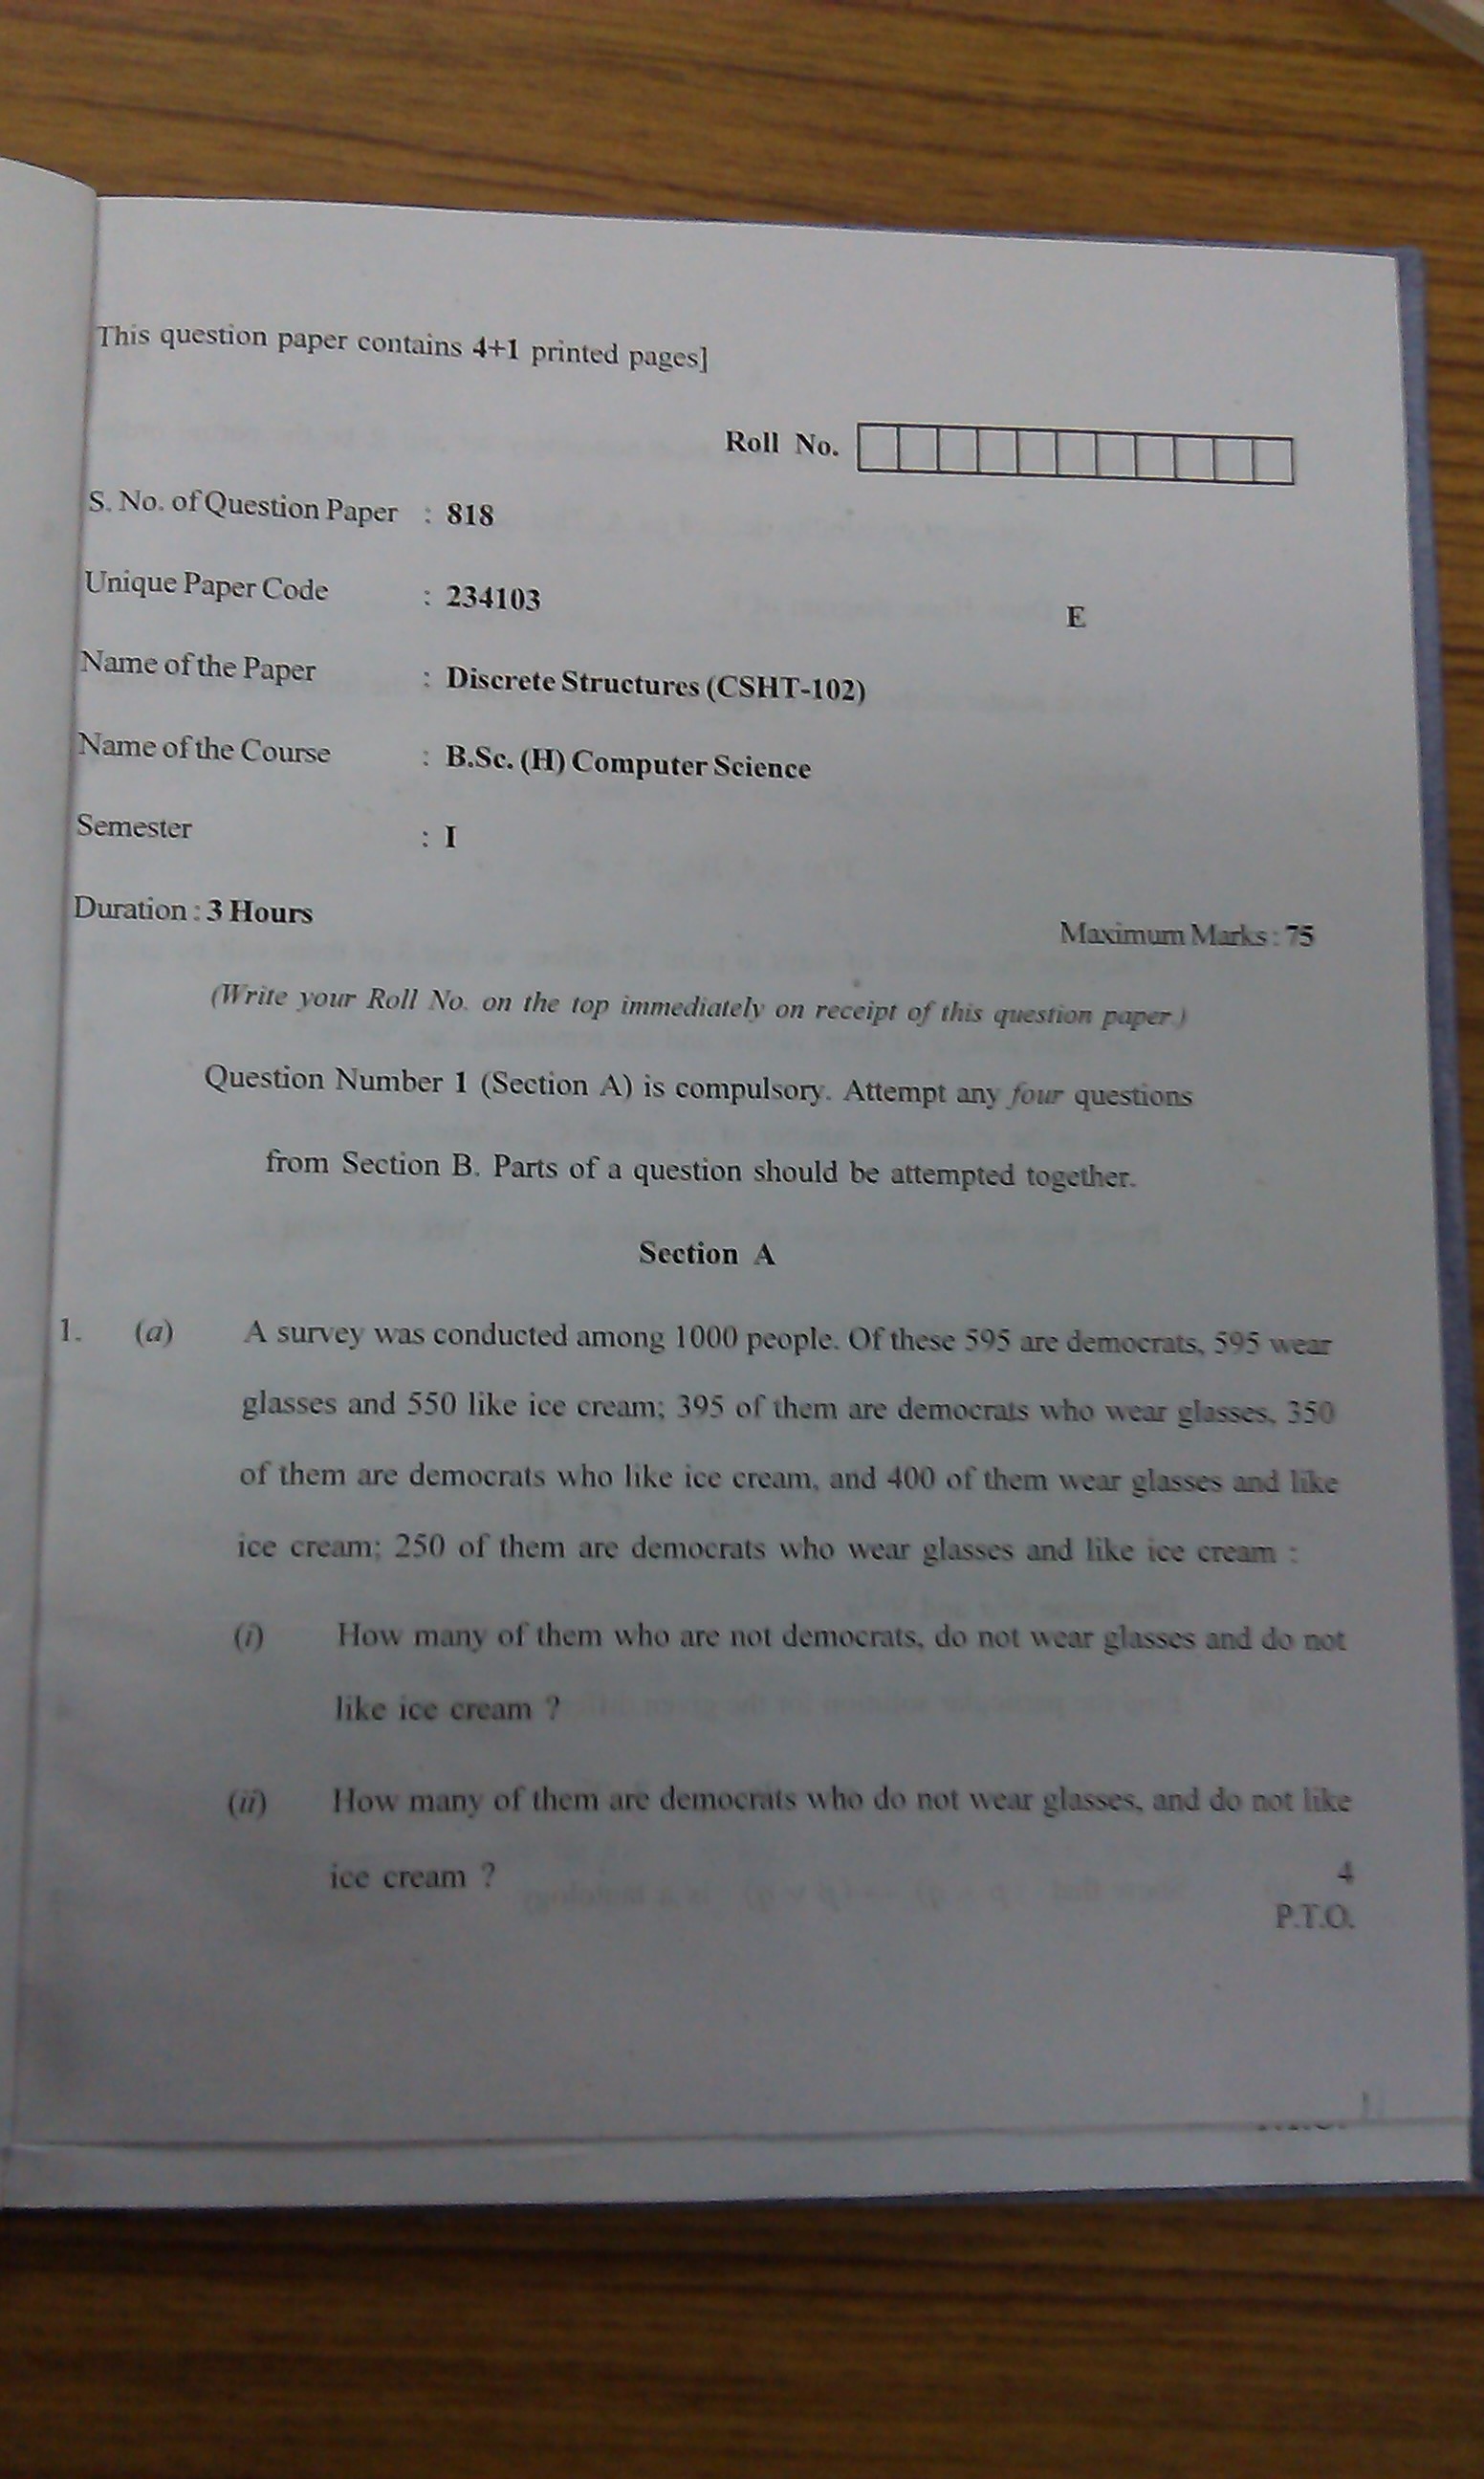 This question paper contains 4+1 printed pages]
Roll No.
S. No. of Question Paper : 818
Unique Paper Code : 234103
E
Name of the Paper : Discrete Structures (CSHT-102)
Name of the Course : B.Sc. (H) Computer Science
Semester : I
Duration : 3 Hours
Maximum Marks : 75
(Write your Roll No. on the top immediately on receipt of this question paper.)
Question Number 1 (Section A) is compulsory. Attempt any four questions
from Section B. Parts of a question should be attempted together.
Section A
1. (a) A survey was conducted among 1000 people. Of these 595 are democrats, 595 wear
glasses and 550 like ice cream; 395 of them are democrats who wear glasses, 350
of them are democrats who like ice cream, and 400 of them wear glasses and like
ice cream; 250 of them are democrats who wear glasses and like ice cream :
(i) How many of them who are not democrats, do not wear glasses and do not
like ice cream ?
(ii) How many of them are democrats who do not wear glasses, and do not like
ice cream ? 4
P.T.O.